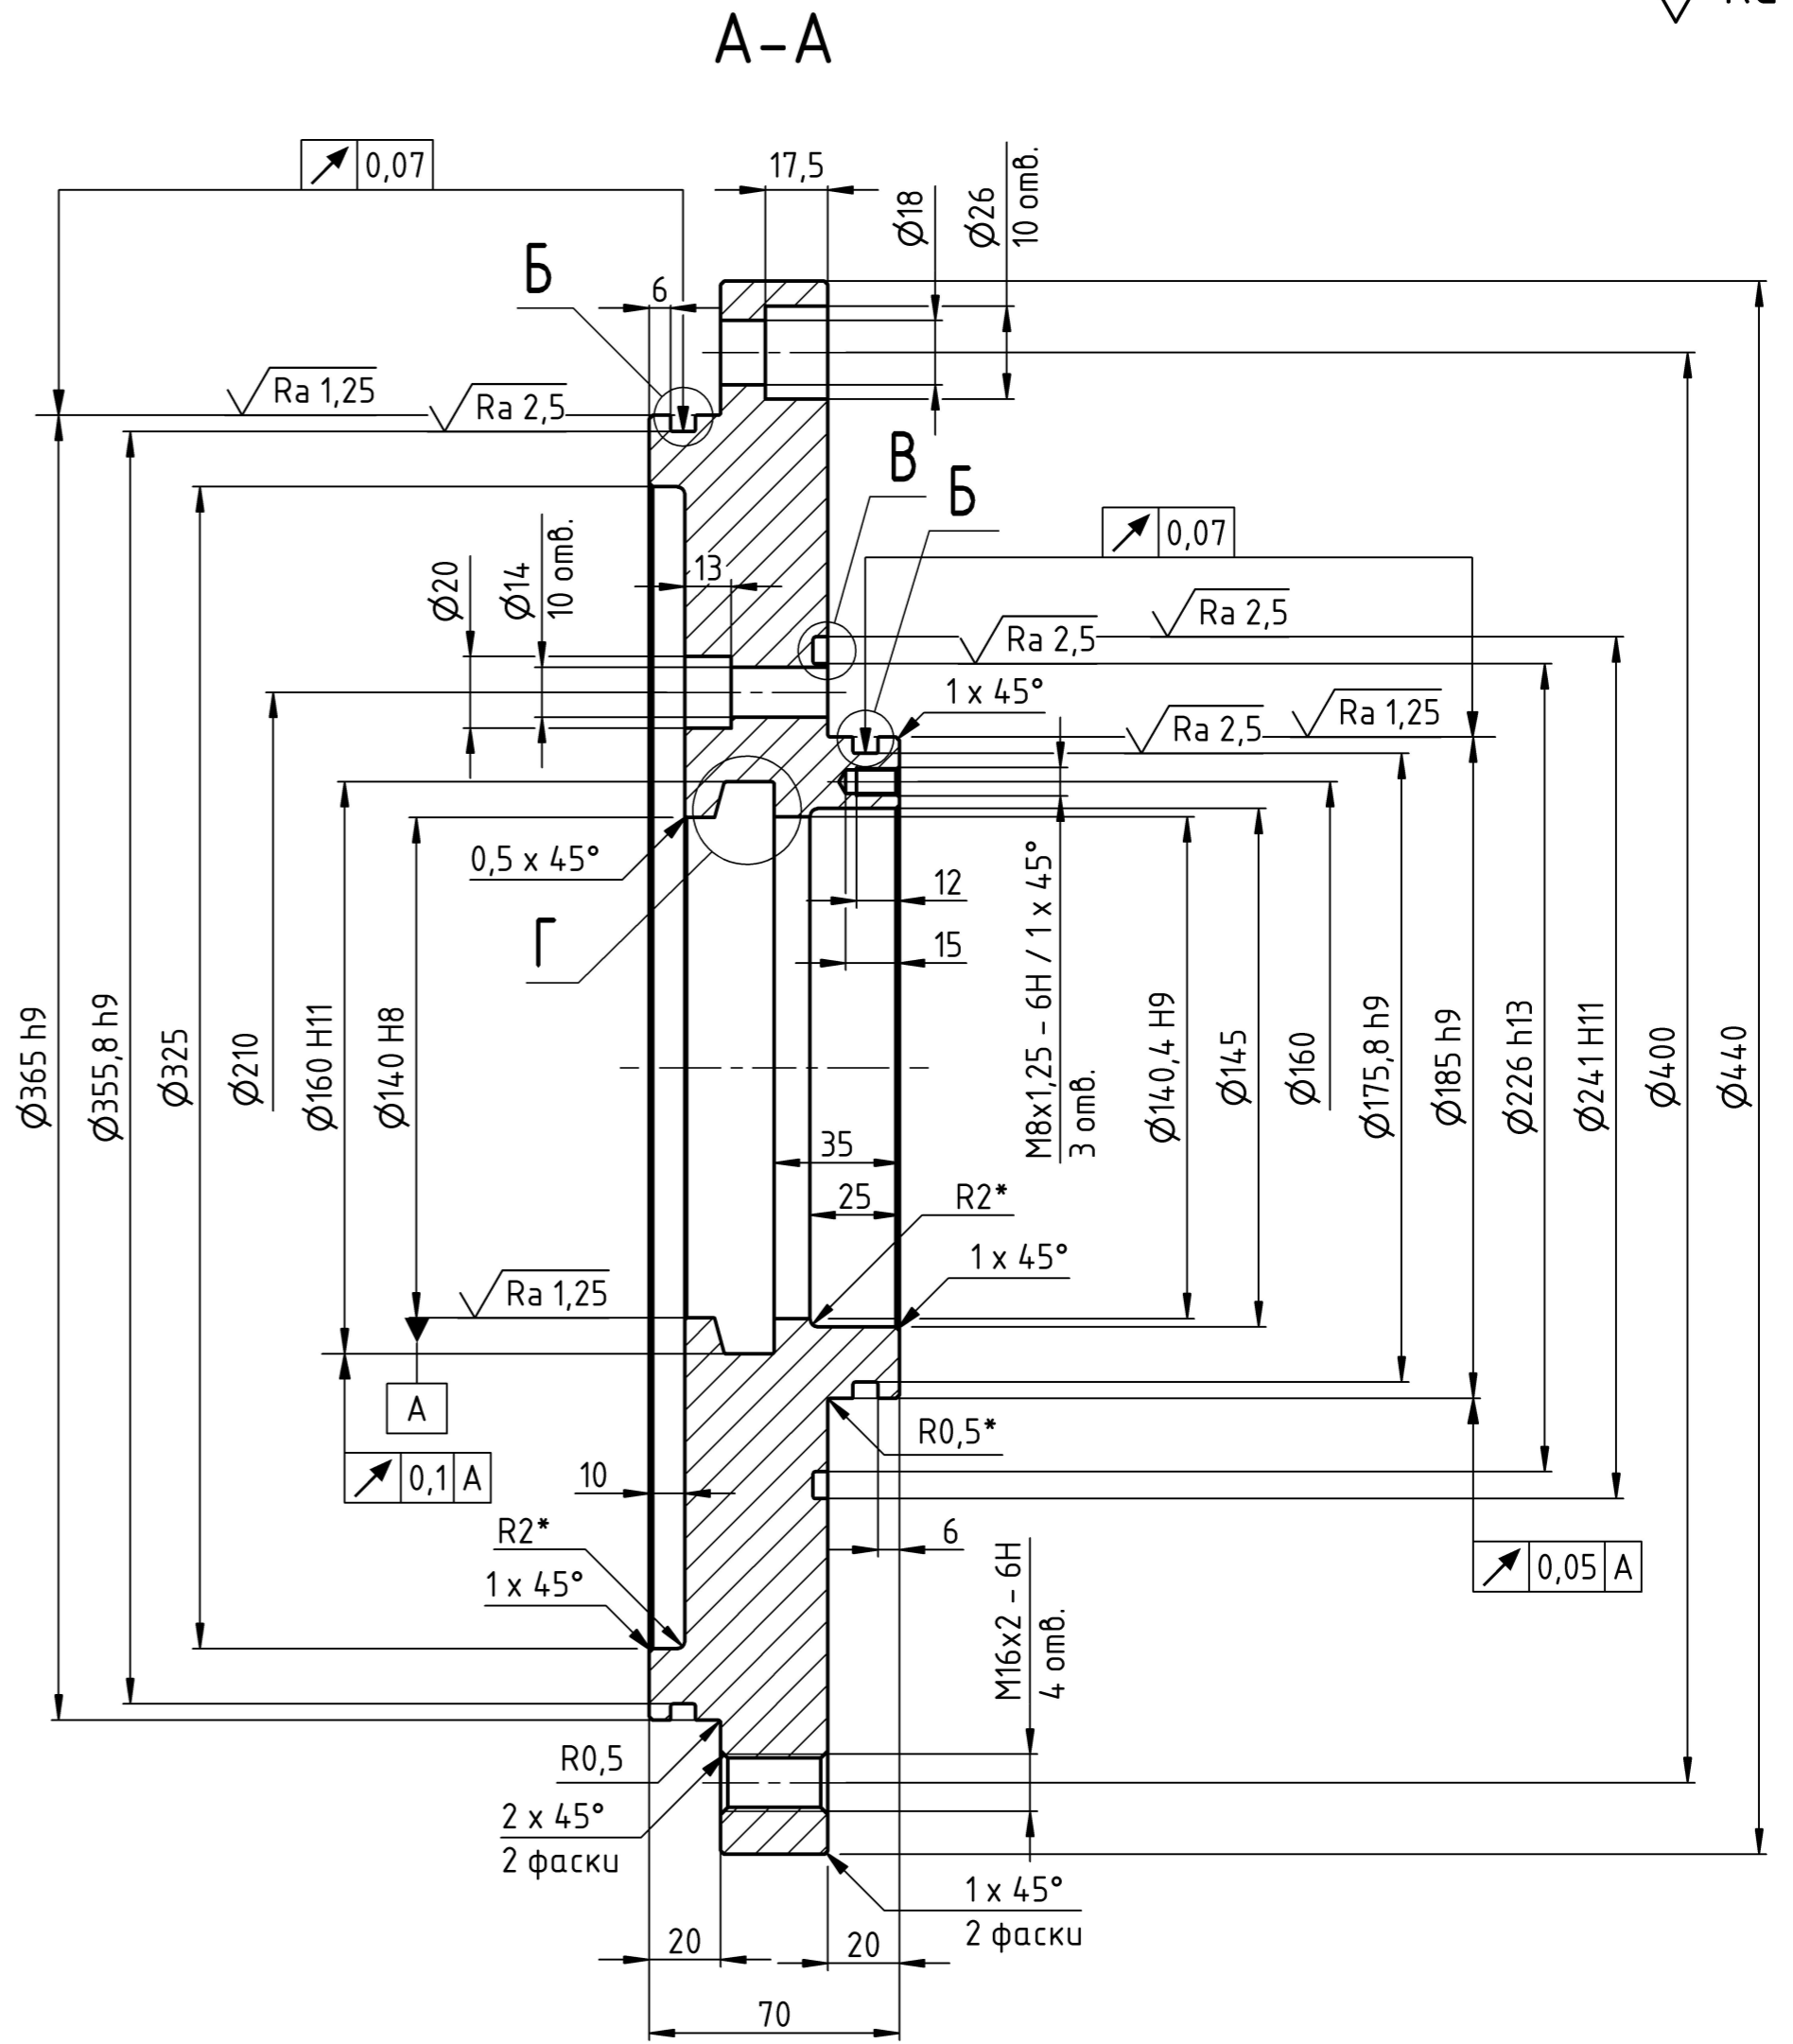 Ra
А-А
0,07
17,5
Ø18
Ø26
10 отв.
Б
6
Ra 1,25
Ra 2,5
В
Б
0,07
13
Ø20
Ø14
10 отв.
Ra 2,5
Ra 2,5
1 x 45°
Ra 2,5
Ra 1,25
0,5 x 45°
Г
12
15
M8x1,25 - 6H / 1 x 45°
3 отв.
Ø365 h9
Ø355,8 h9
Ø325
Ø210
Ø160 H11
Ø140 H8
Ø140,4 H9
Ø145
Ø160
Ø175,8 h9
Ø185 h9
Ø226 h13
Ø241 H11
Ø400
Ø440
35
25
R2*
1 x 45°
Ra 1,25
А
0,1 А
R0,5*
10
R2*
1 x 45°
6
0,05 А
M16x2 - 6H
4 отв.
R0,5
2 x 45°
2 фаски
1 x 45°
2 фаски
20
20
70